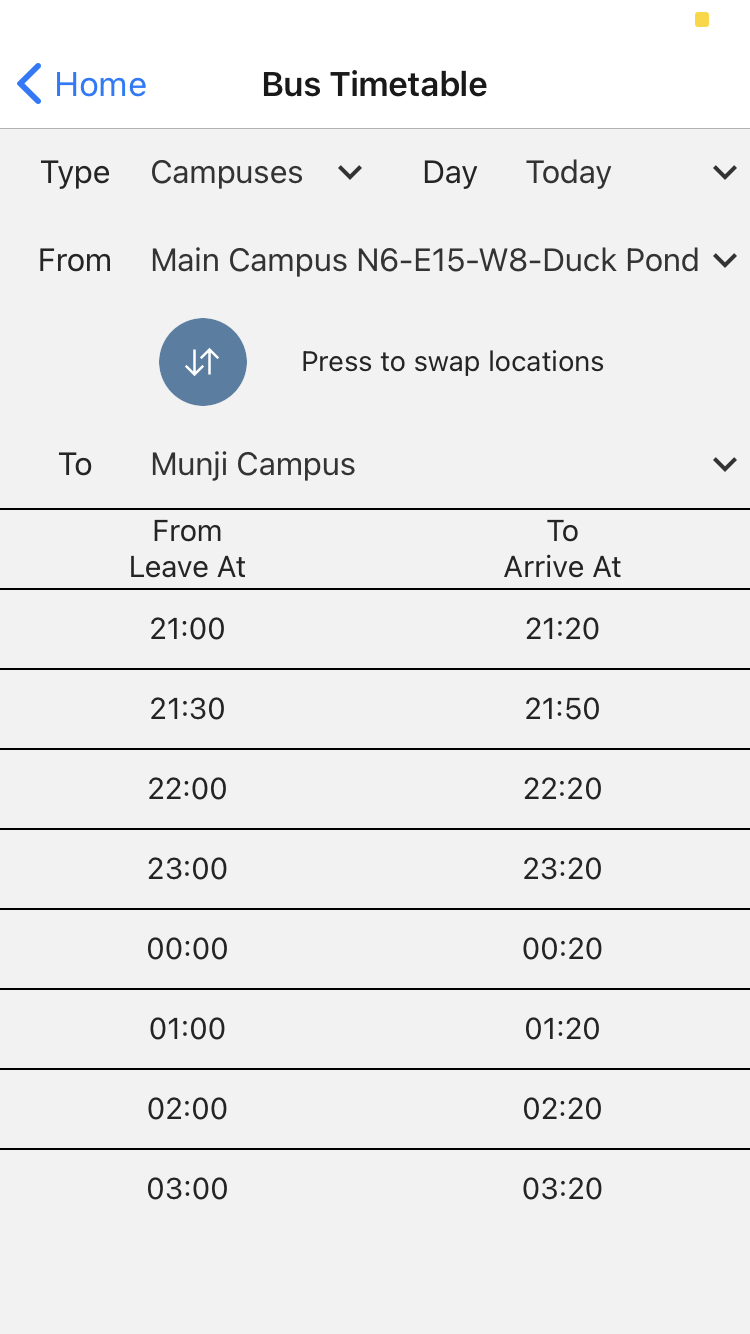 Home Bus Timetable
Type Campuses Day Today
From Main Campus N6-E15-W8-Duck Pond
Press to swap locations
To Munji Campus
From To
Leave At Arrive At
21:00 21:20
21:30 21:50
22:00 22:20
23:00 23:20
00:00 00:20
01:00 01:20
02:00 02:20
03:00 03:20